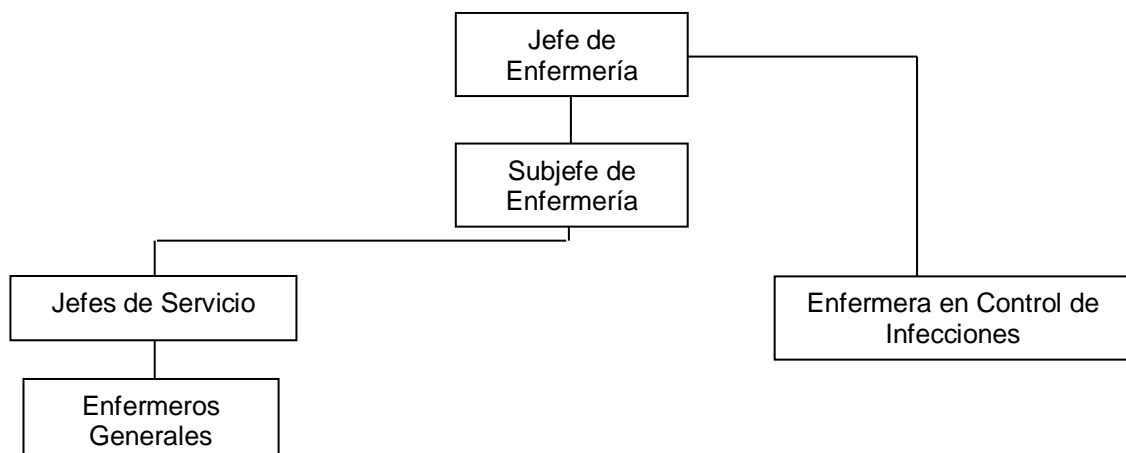 Jefe de
Enfermería
Subjefe de
Enfermería
Jefes de Servicio
Enfermera en Control de
Infecciones
Enfermeros
Generales